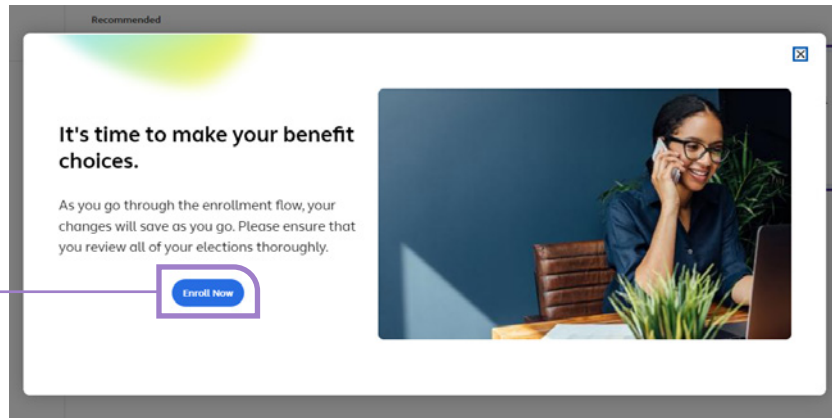 Recommended
It's time to make your benefit
choices.
As you go through the enrollment flow, your
changes will save as you go. Please ensure that
you review all of your elections thoroughly.
Enroll Now